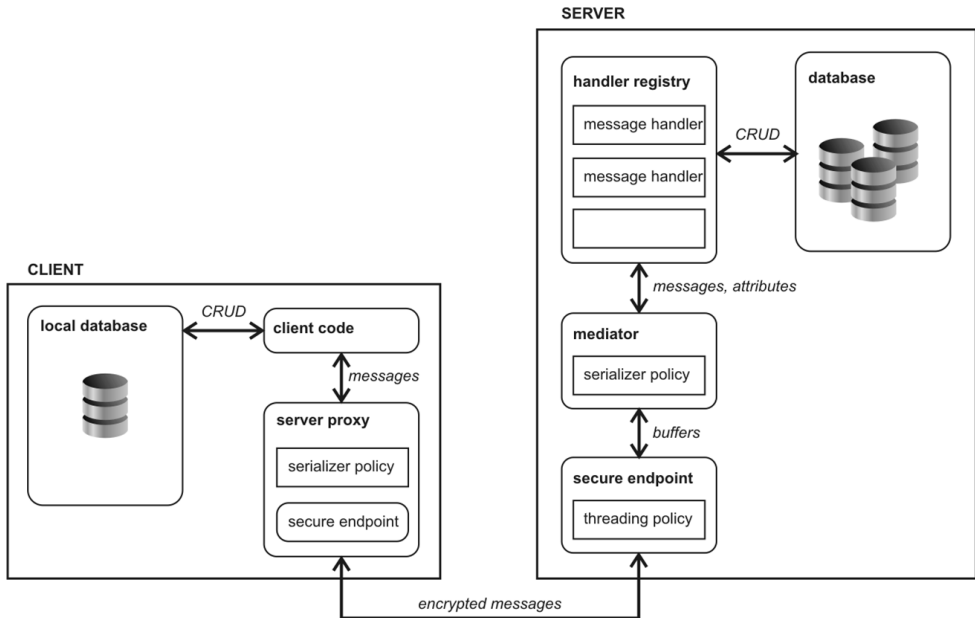 SERVER
handler registry
message handler
message handler
CRUD
database
messages, attributes
mediator
serializer policy
buffers
secure endpoint
threading policy
CLIENT
local database
CRUD
client code
messages
server proxy
serializer policy
secure endpoint
encrypted messages